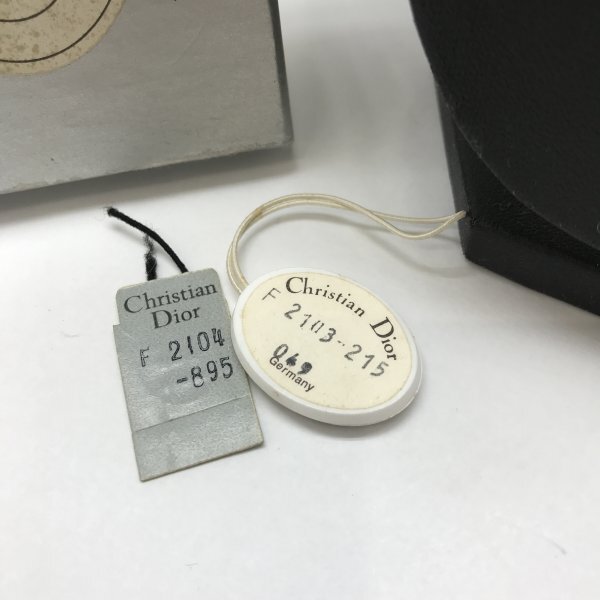 Christian
Dior
F 2104
-895
Christian Dior
F 2103-215
049
Germany